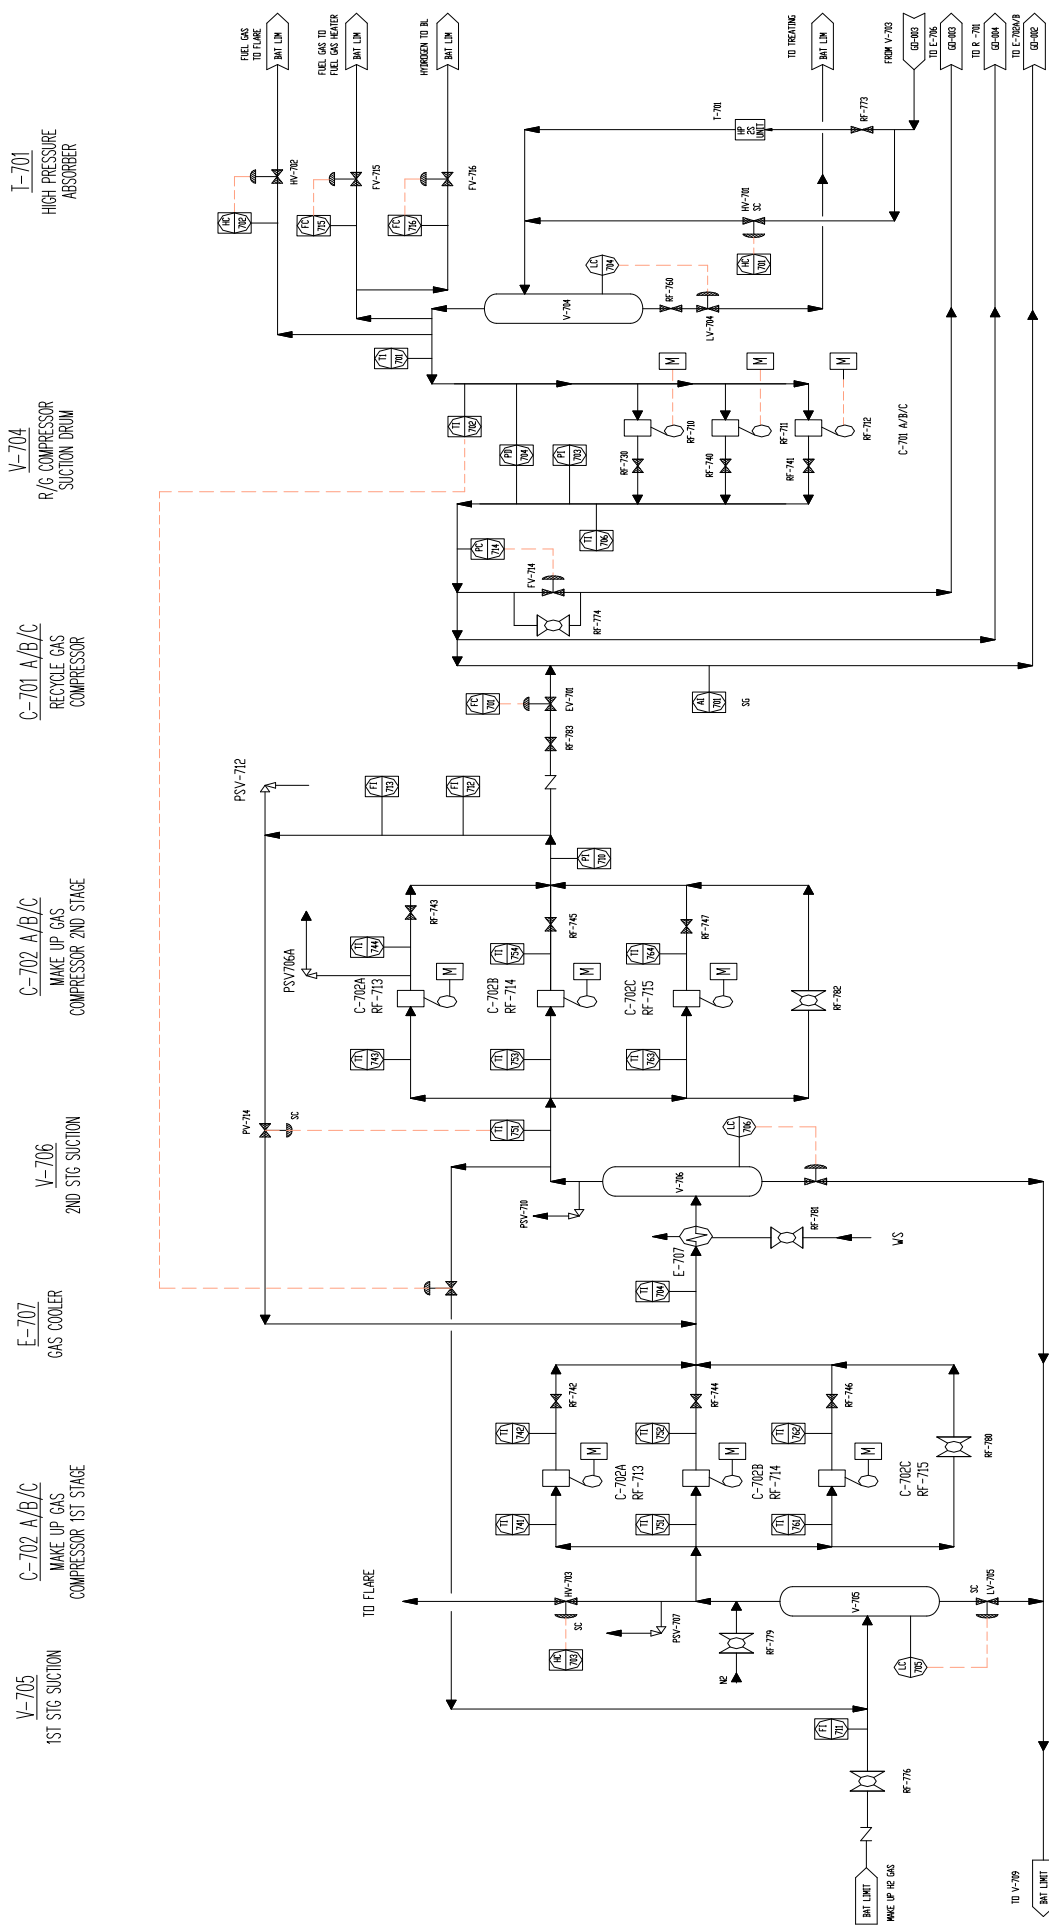 V-705
1ST STG SUCTION
C-702 A/B/C
MAKE UP GAS
COMPRESSOR 1ST STAGE
E-707
GAS COOLER
V-706
2ND STG SUCTION
C-702 A/B/C
MAKE UP GAS
COMPRESSOR 2ND STAGE
C-701 A/B/C
RECYCLE GAS
COMPRESSOR
V-704
R/G COMPRESSOR
SUCTION DRUM
T-701
HIGH PRESSURE
ABSORBER
FUEL GAS
TO FLARE
BAT LIM
FUEL GAS TO
FUEL GAS HEATER
BAT LIM
HYDROGEN TO BL
BAT LIM
TO TREATING
BAT LIM
FROM V-703
GD-003
TO E-706
GD-003
TO R -701
GD-004
TO E-702A/B
GD-002
HC
702
HV-702
FC
715
FV-715
FC
716
FV-716
T-701
HP
2S
UNIT
RF-773
HV-701
SC
HC
701
LC
704
V-704
RF-760
LV-704
TI
701
TI
702
PD
704
PI
703
M
RF-710
RF-730
M
RF-711
RF-740
M
RF-712
RF-741
C-701 A/B/C
TI
706
PC
714
FV-714
RF-774
AI
701
SG
FC
701
EV-701
RF-783
PSV-712
FI
713
FI
712
PI
710
PSV706A
TI
744
RF-743
C-702A
RF-713
M
TI
743
TI
754
RF-745
C-702B
RF-714
M
TI
753
TI
764
RF-747
C-702C
RF-715
M
TI
763
RF-782
PV-714
SC
TI
751
LC
706
V-706
PSV-710
E-707
RF-781
WS
TI
704
TI
742
RF-742
C-702A
RF-713
M
TI
741
TI
752
RF-744
C-702B
RF-714
M
TI
751
TI
762
RF-746
C-702C
RF-715
M
TI
761
RF-780
TO FLARE
HV-703
SC
HC
703
PSV-707
RF-779
N2
V-705
LC
705
SC
LV-705
FI
711
RF-776
BAT LIMIT
MAKE UP H2 GAS
TO V-709
BAT LIMIT